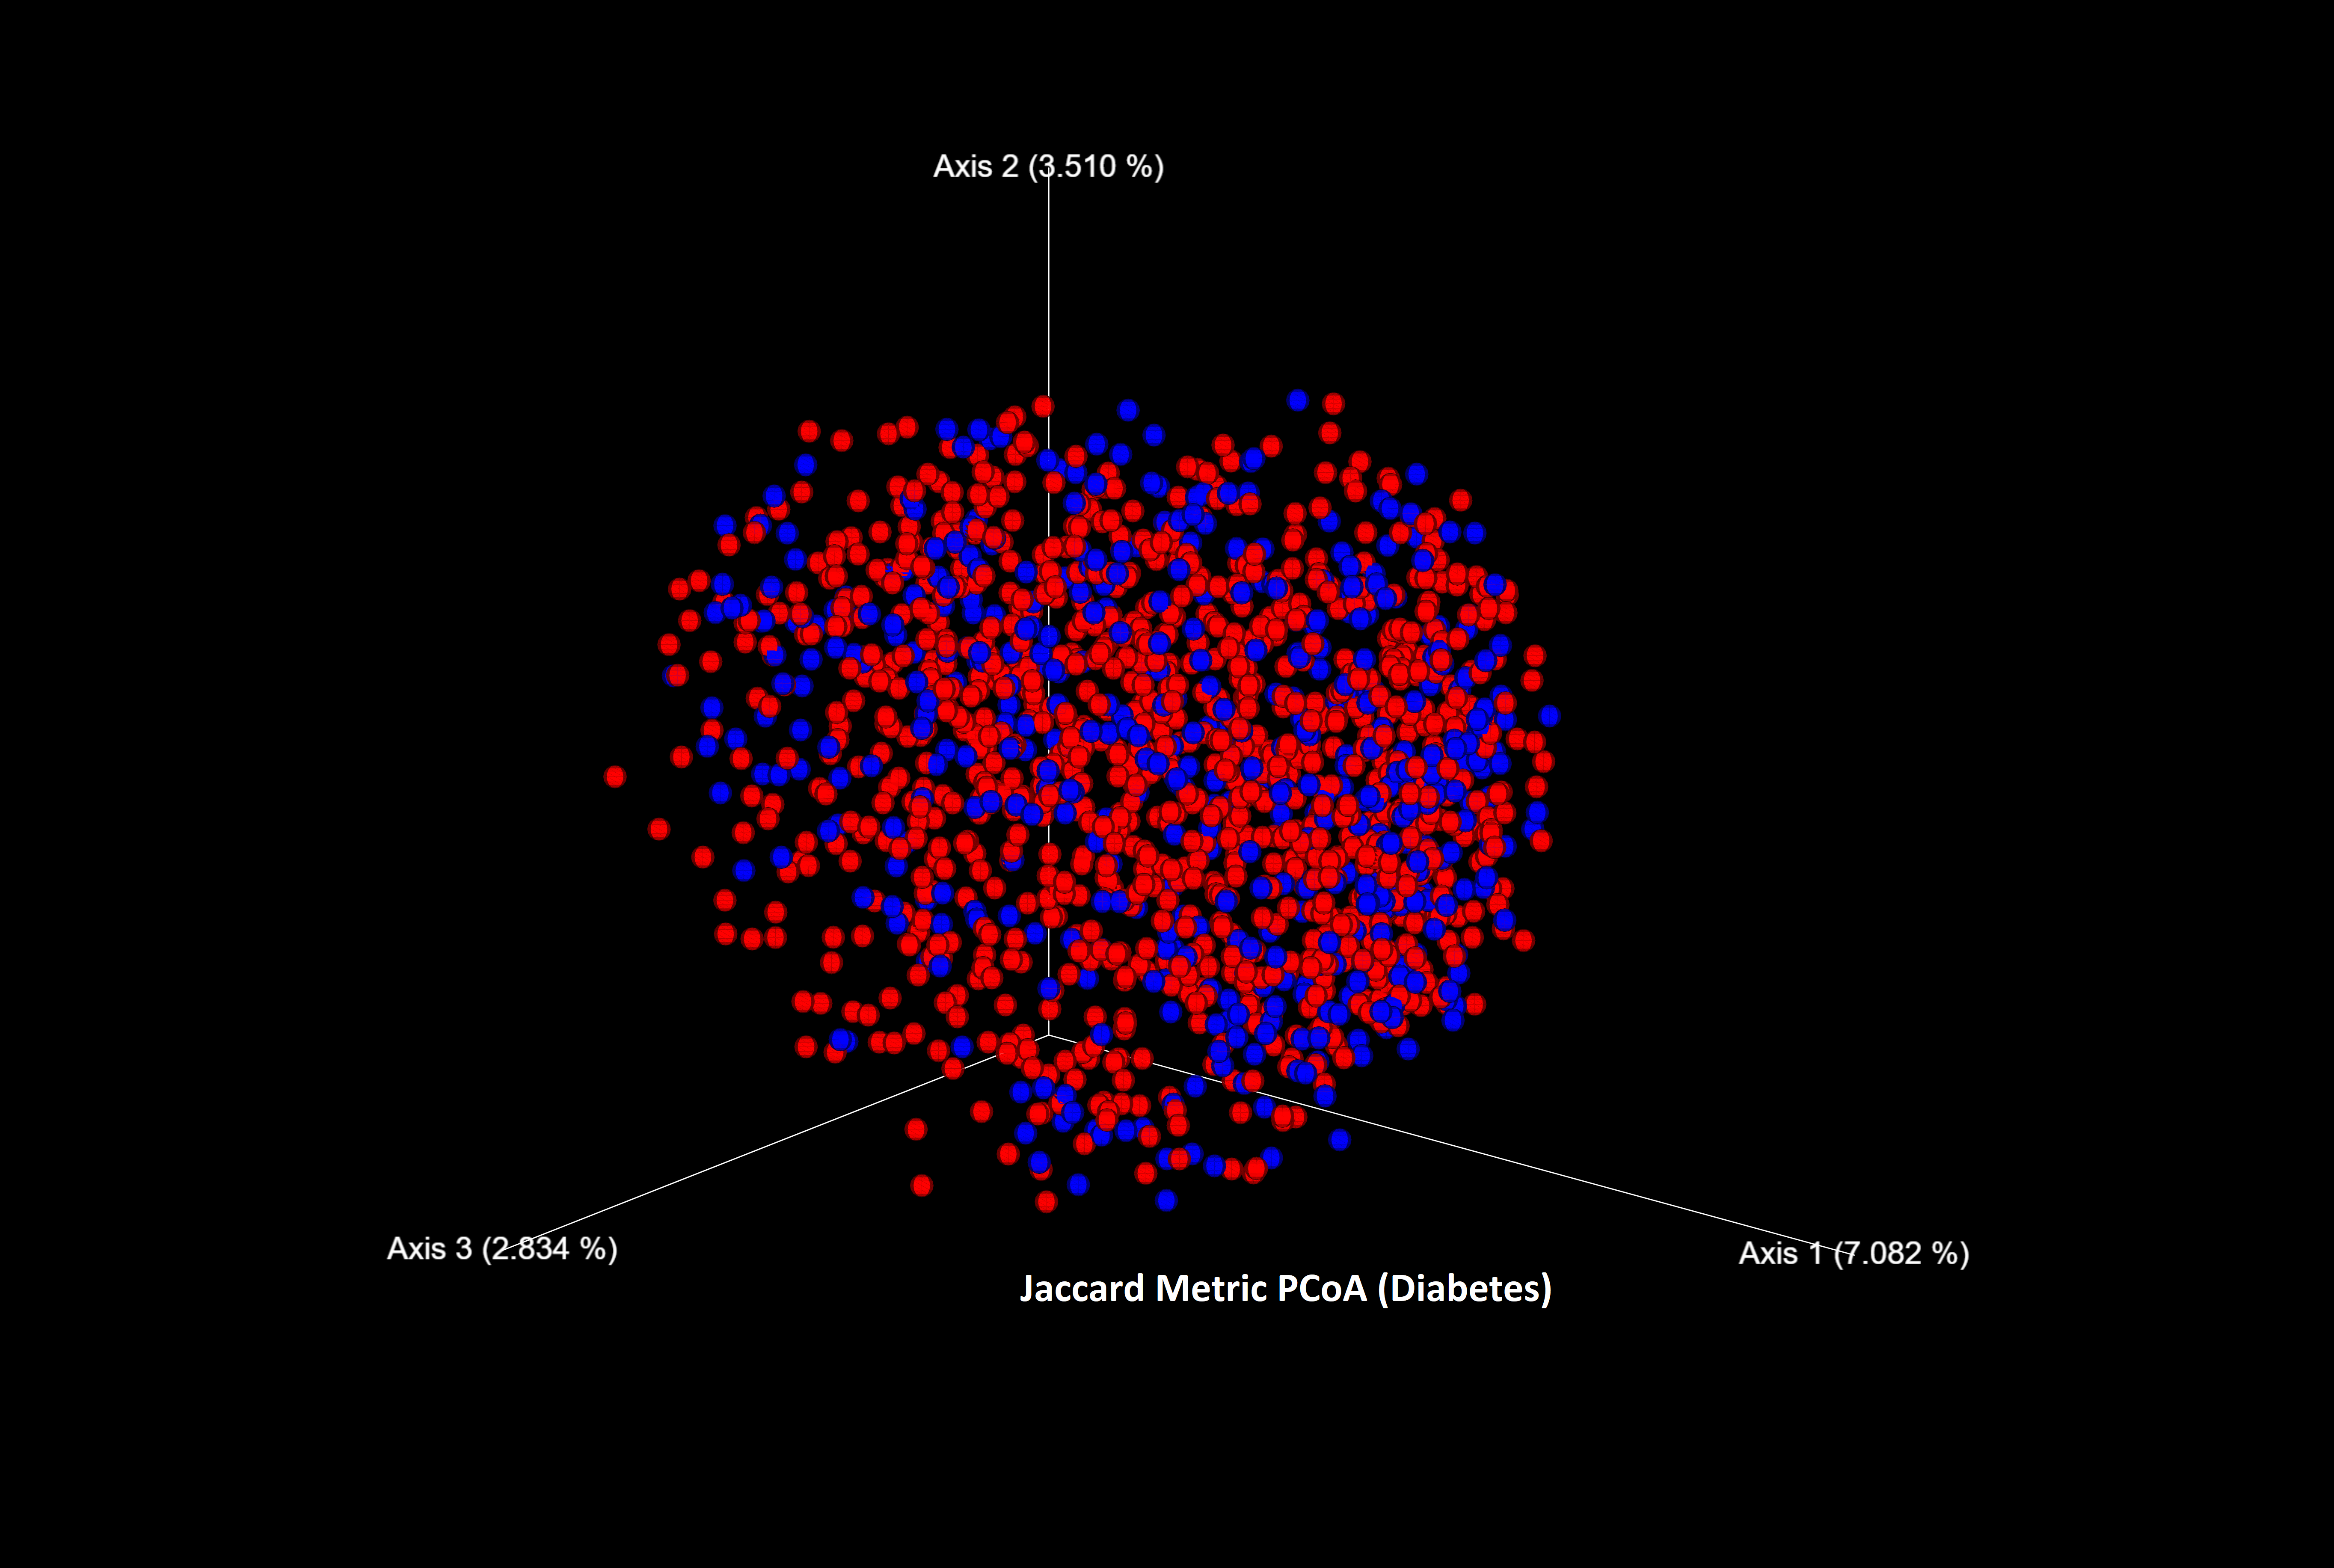 Axis 2 (3.510 %)
Axis 3 (2.834 %)
Axis 1 (7.082 %)
Jaccard Metric PCoA (Diabetes)